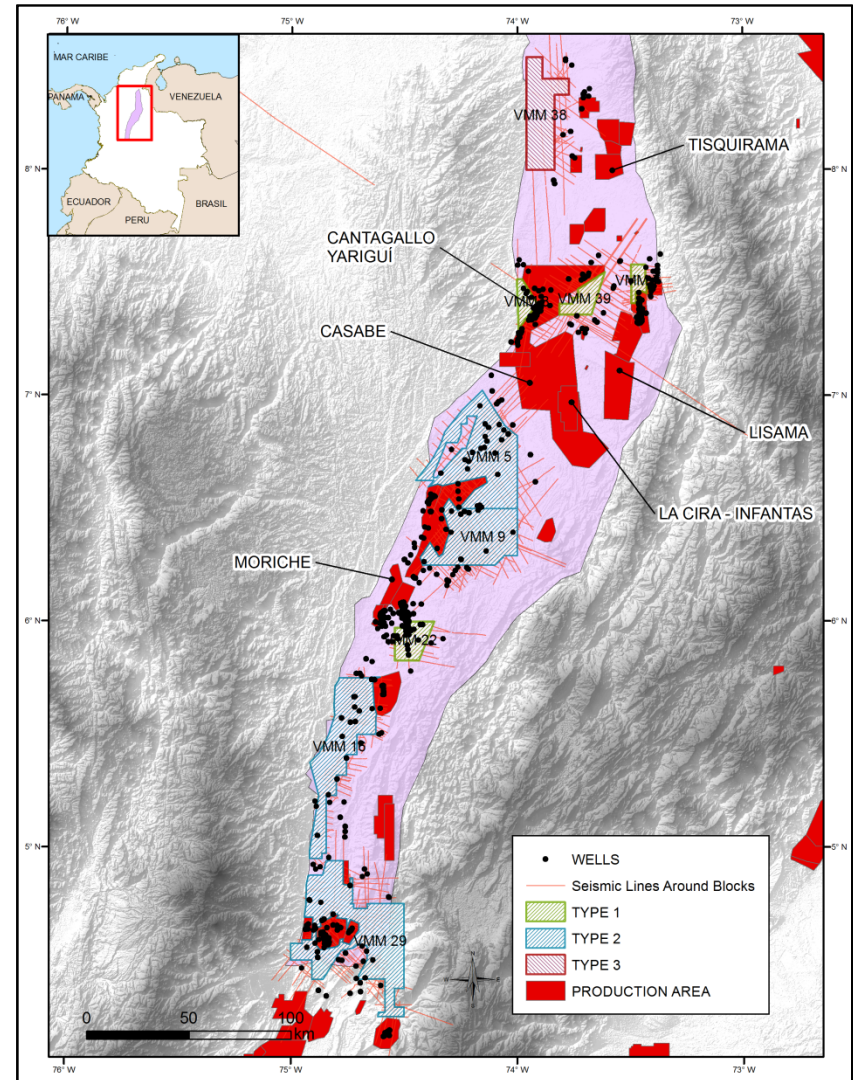 76° W
75° W
74° W
73° W
MAR CARIBE
PANAMA
VENEZUELA
ECUADOR
PERU
BRASIL
VMM 38
8° N
8° N
TISQUIRAMA
CANTAGALLO
YARIGUÍ
VMM 39
CASABE
7° N
7° N
LISAMA
VMM 5
LA CIRA - INFANTAS
VMM 9
MORICHE
6° N
6° N
VMM 16
5° N
5° N
VMM 29
WELLS
Seismic Lines Around Blocks
TYPE 1
TYPE 2
TYPE 3
PRODUCTION AREA
N
0 50 100
km
76° W
75° W
74° W
73° W